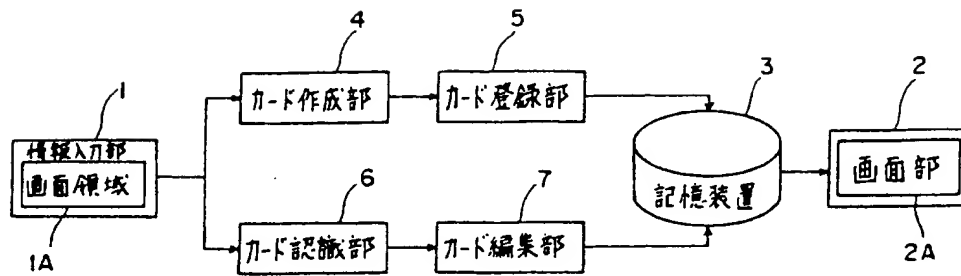 4
5
3
2
1
カード作成部
カード登録部
情報入力部
画面領域
1A
記憶装置
画面部
2A
6
7
カード認識部
カード編集部